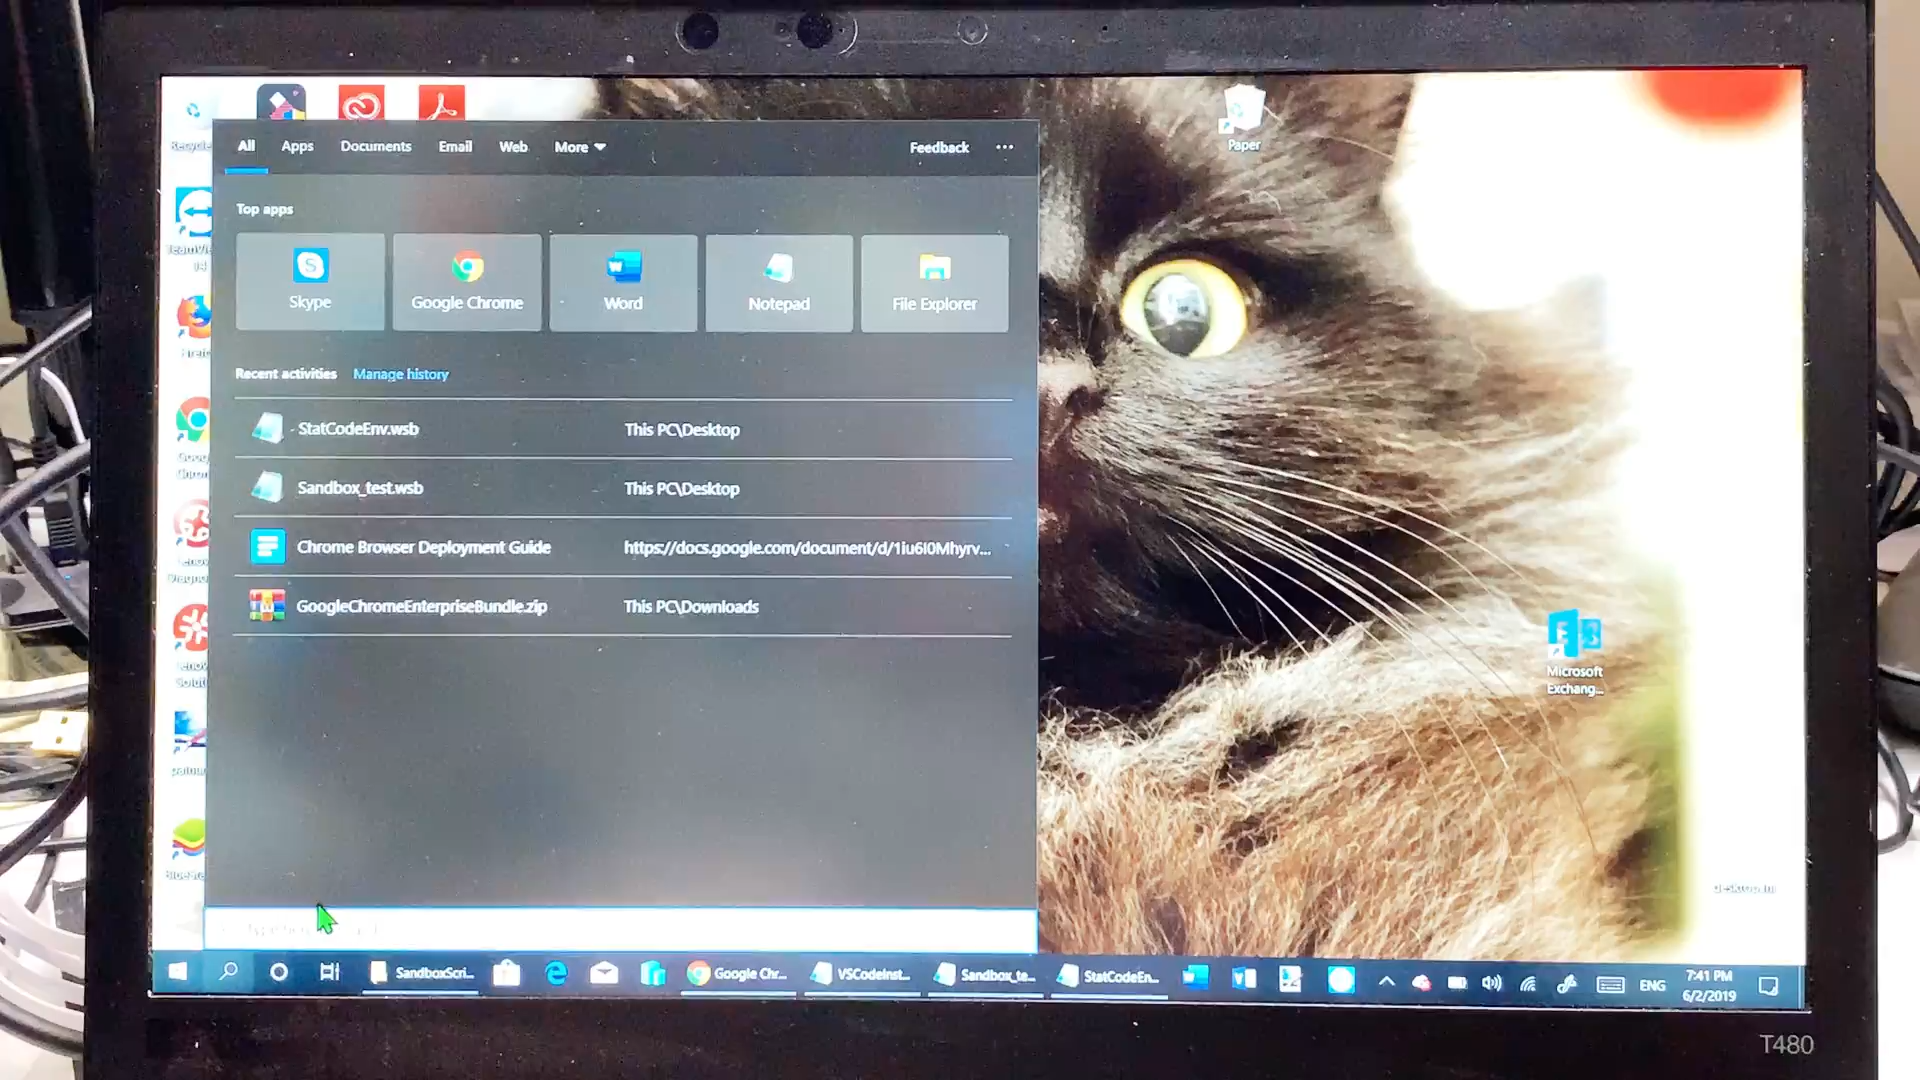 All Apps Documents Email Web More Feedback ...
Paper
Top apps
Skype Google Chrome Word Notepad File Explorer
Recent activities Manage history
StatCodeEnv.wsb This PC\Desktop
Sandbox_test.wsb This PC\Desktop
Chrome Browser Deployment Guide https://docs.google.com/document/d/1iu6I0Mhyrv...
GoogleChromeEnterpriseBundle.zip This PC\Downloads
Microsoft
Exchang...
desktop.ini
SandboxScri... Google Chr... VSCodeInst... Sandbox_te... StatCodeEn... ENG 7:41 PM
6/2/2019
T480